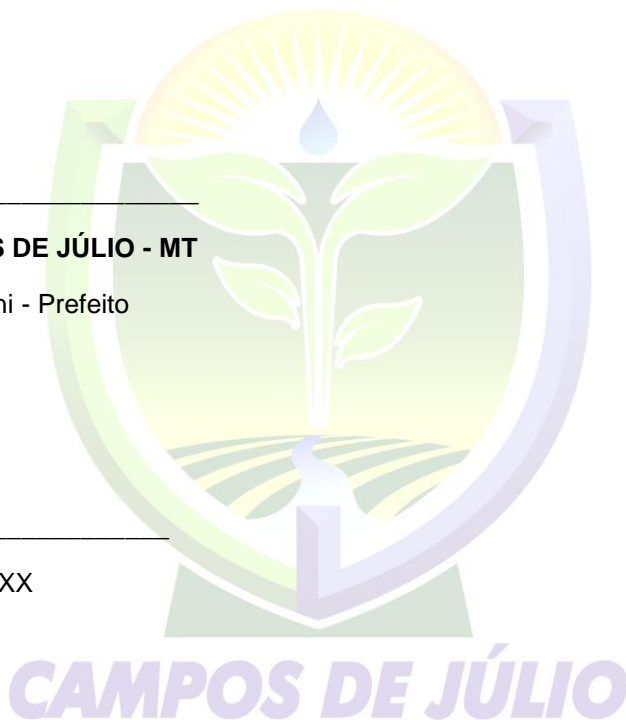 S DE JÚLIO - MT
ni - Prefeito
XX
CAMPOS DE JÚLIO